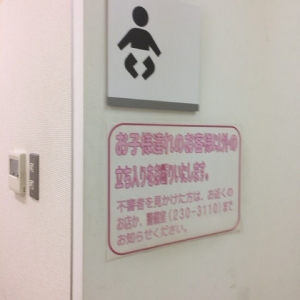 お子様連れのお客様以外の
立ち入りをお断りいたします。
不審者を見かけた方は、お近くの
お店か、警備室(230-3110)まで
お知らせください。